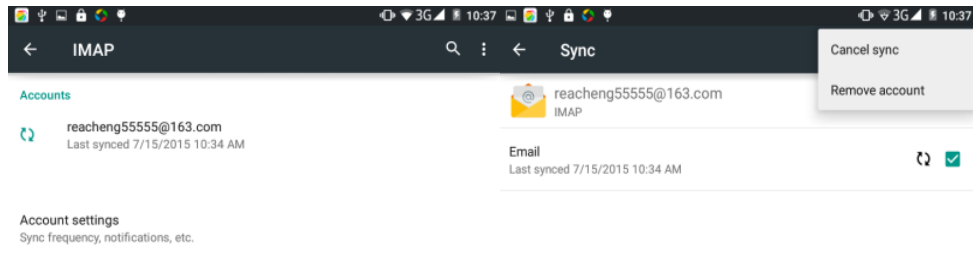 3G 10:37
IMAP
Accounts
reacheng55555@163.com
Last synced 7/15/2015 10:34 AM
Account settings
Sync frequency, notifications, etc.
3G 10:37
Sync
Cancel sync
Remove account
reacheng55555@163.com
IMAP
Email
Last synced 7/15/2015 10:34 AM